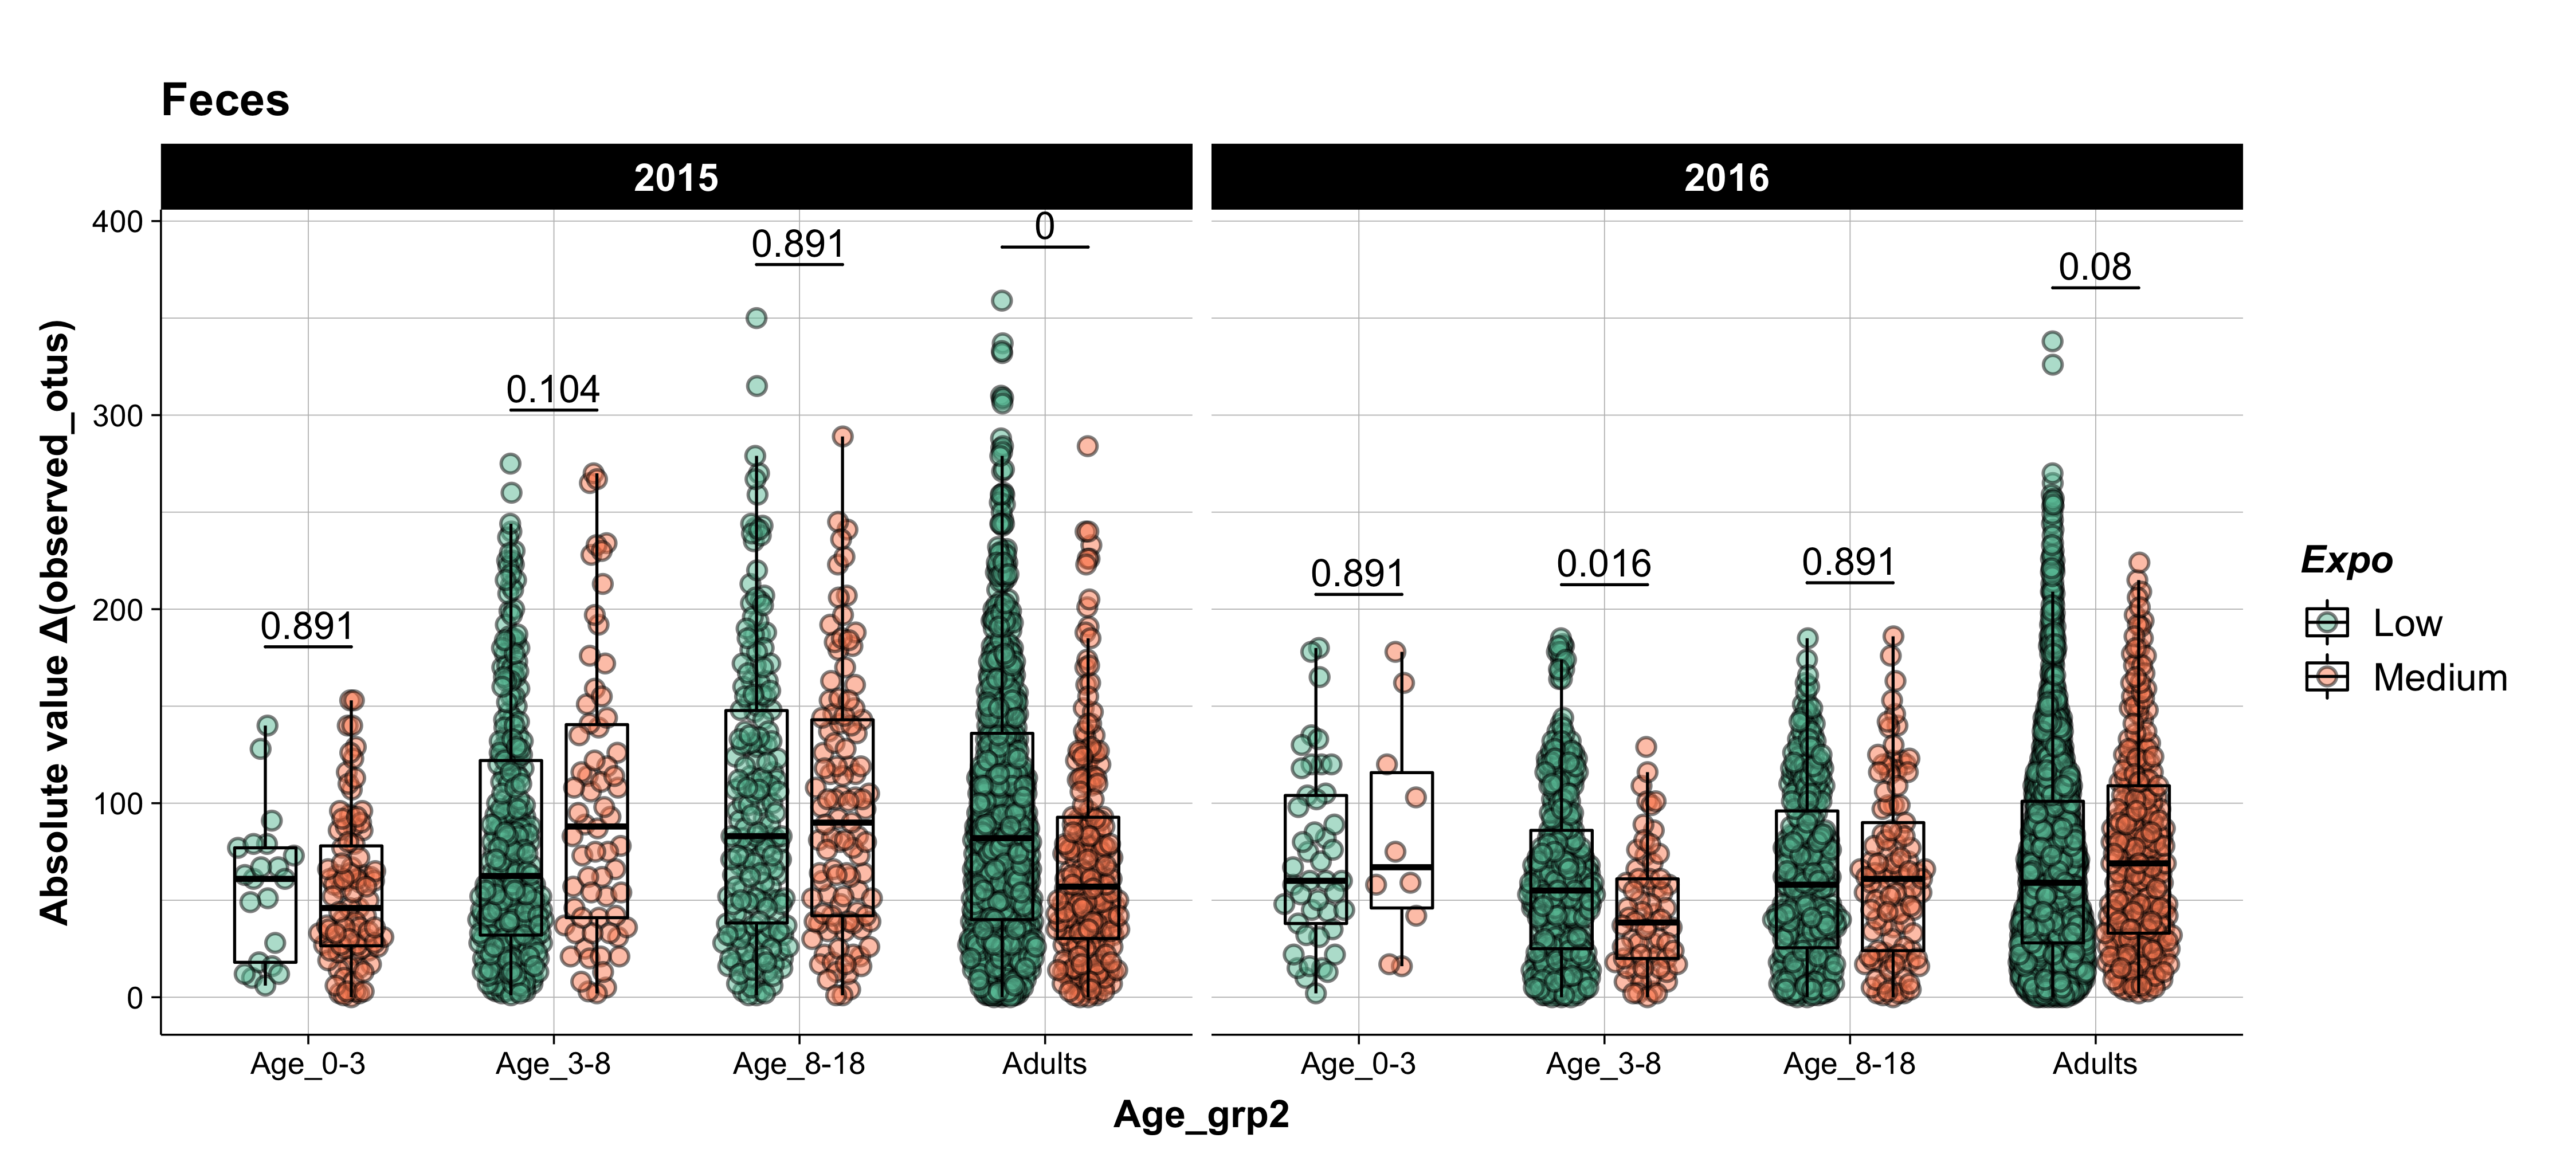 Feces
2015
2016
400
300
200
100
0
Absolute value Δ(observed_otus)
0.891
0.104
0.891
0
0.891
0.016
0.891
0.08
Age_0-3
Age_3-8
Age_8-18
Adults
Age_0-3
Age_3-8
Age_8-18
Adults
Age_grp2
Expo
Low
Medium